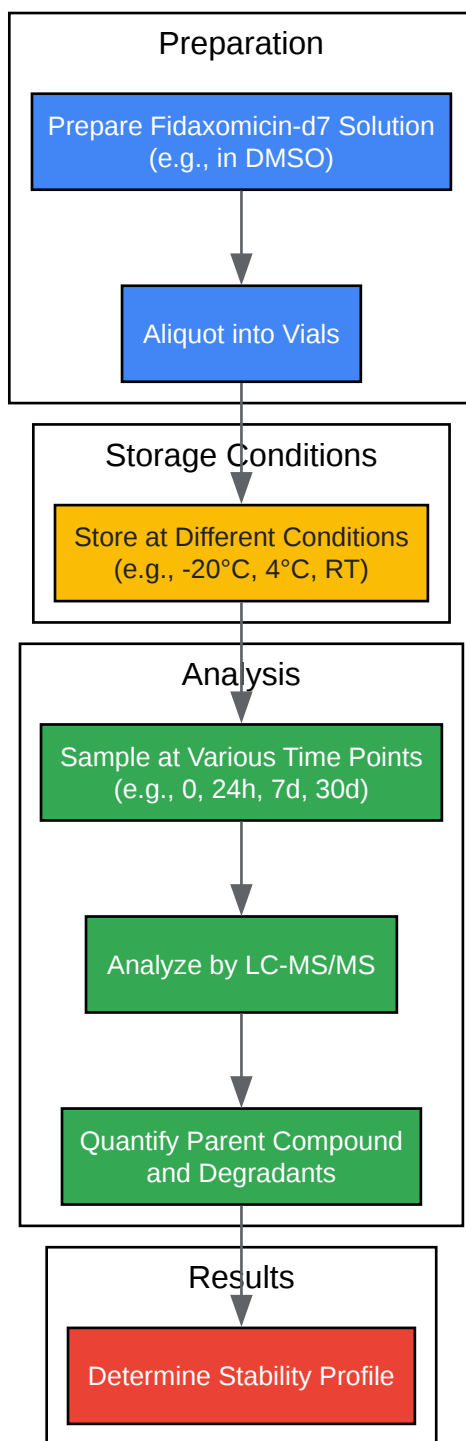 Preparation
Prepare Fidaxomicin-d7 Solution
(e.g., in DMSO)
Aliquot into Vials
Storage Conditions
Store at Different Conditions
(e.g., -20°C, 4°C, RT)
Analysis
Sample at Various Time Points
(e.g., 0, 24h, 7d, 30d)
Analyze by LC-MS/MS
Quantify Parent Compound
and Degradants
Results
Determine Stability Profile